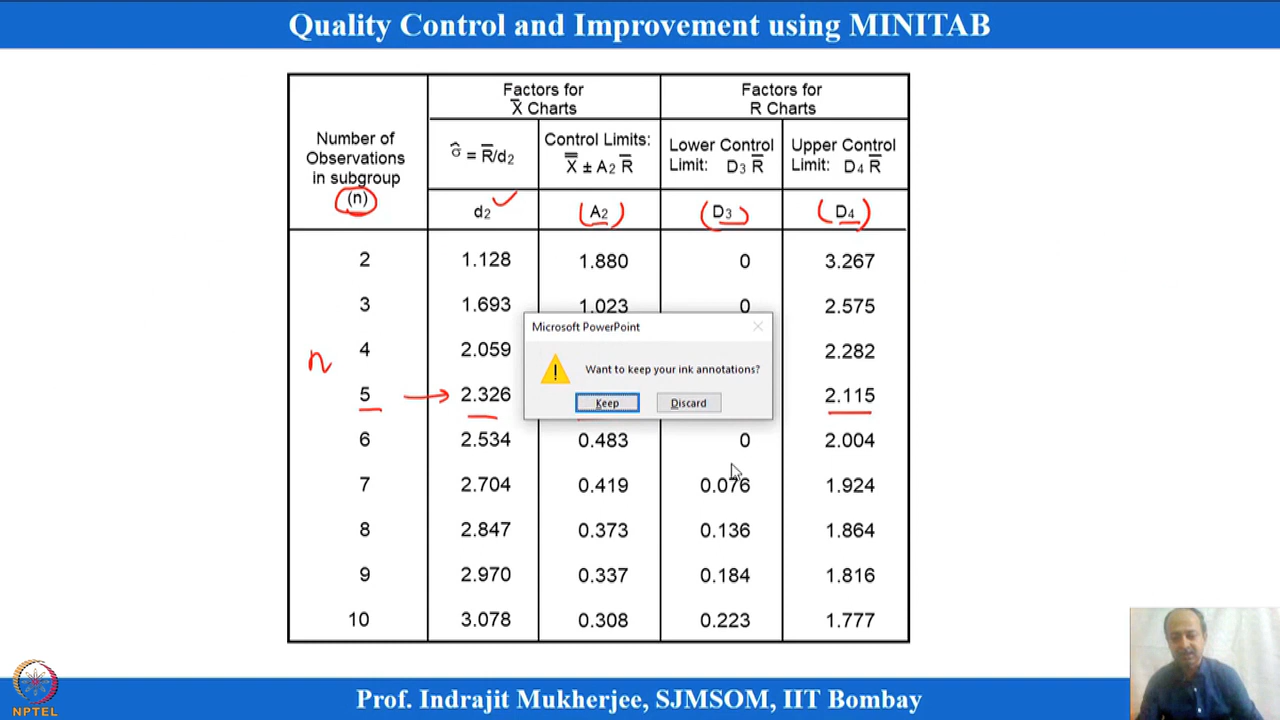 Quality Control and Improvement using MINITAB
Number of
Observations
in subgroup
(n)
Factors for
X̄ Charts
Factors for
R Charts
σ̂ = R̄/d₂
Control Limits:
X̿ ± A₂ R̄
Lower Control
Limit: D₃ R̄
Upper Control
Limit: D₄ R̄
d₂ (A₂) (D₃) (D₄)
2 1.128 1.880 0 3.267
3 1.693 1.023 0 2.575
4 2.059 2.282
5 2.326 2.115
6 2.534 0.483 0 2.004
7 2.704 0.419 0.076 1.924
8 2.847 0.373 0.136 1.864
9 2.970 0.337 0.184 1.816
10 3.078 0.308 0.223 1.777
n
Microsoft PowerPoint
Want to keep your ink annotations?
Keep Discard
NPTEL
Prof. Indrajit Mukherjee, SJMSOM, IIT Bombay